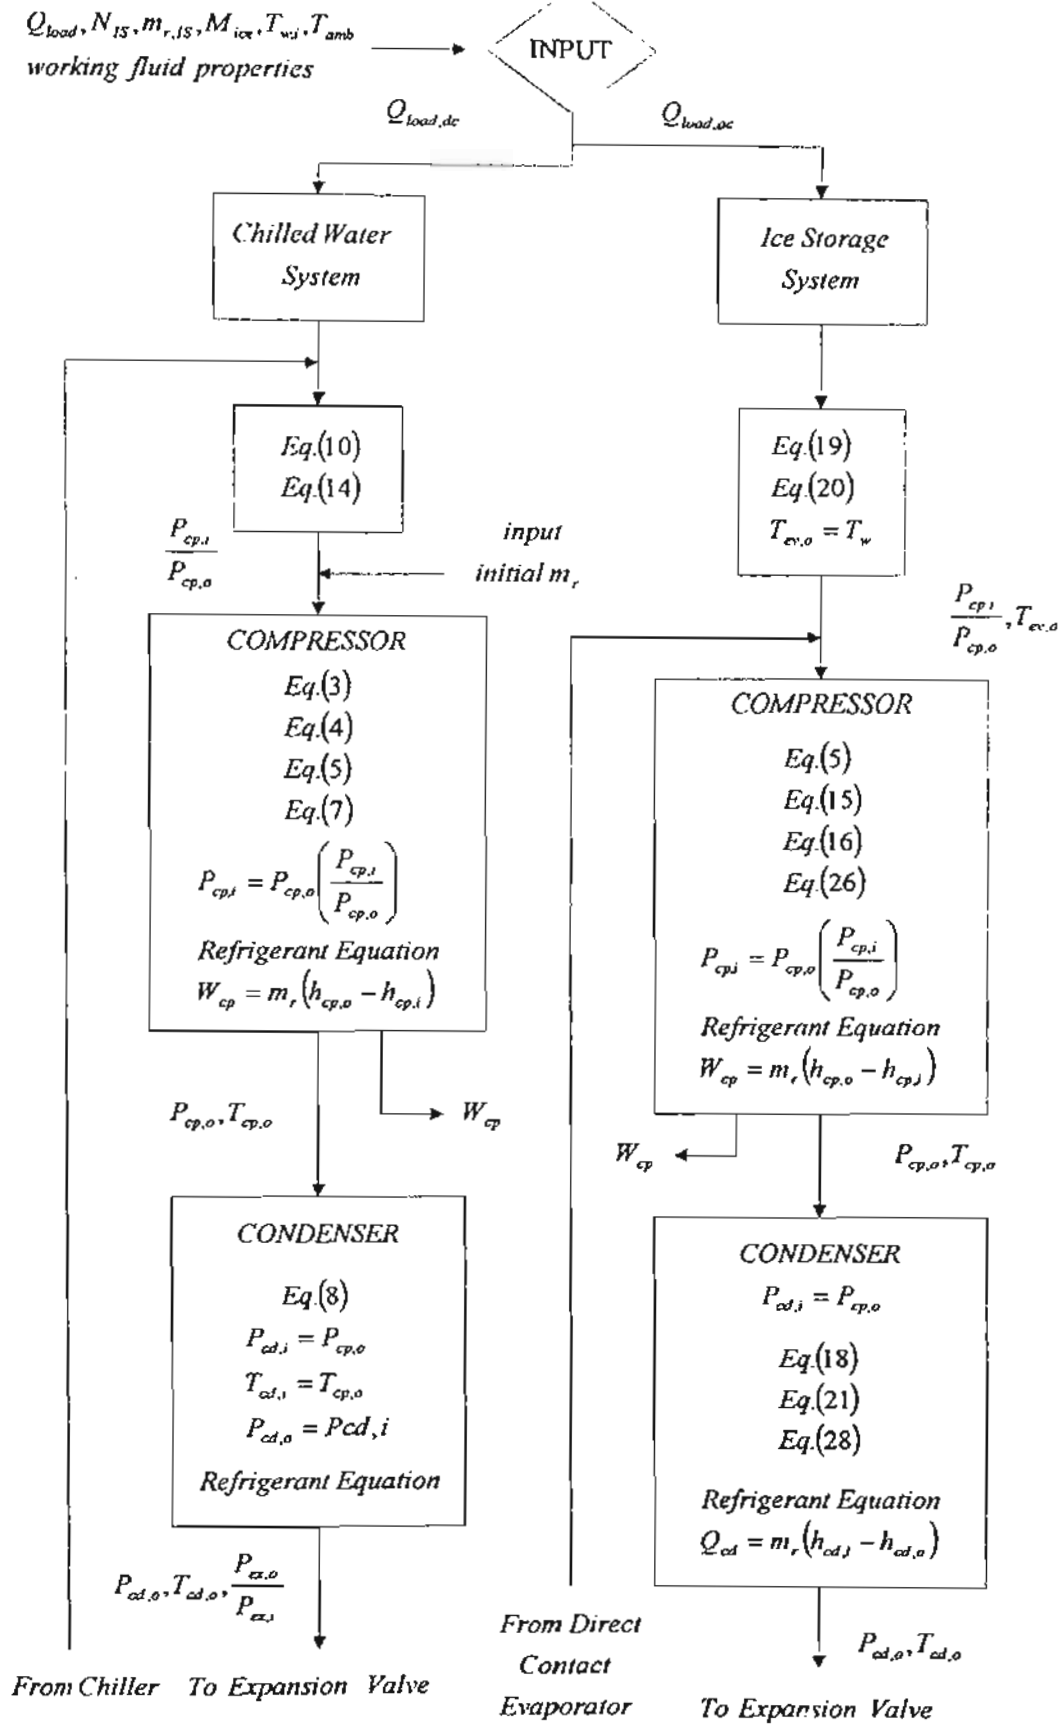 Q_load, N_IS, m_r,IS, M_ice, T_w,i, T_amb
working fluid properties
INPUT
Q_load,dc
Q_load,oc
Chilled Water
System
Ice Storage
System
Eq.(10)
Eq.(14)
Eq.(19)
Eq.(20)
T_ev,o = T_w
P_cp,i / P_cp,o
input
initial m_r
P_cp,i / P_cp,o, T_ev,o
COMPRESSOR
Eq.(3)
Eq.(4)
Eq.(5)
Eq.(7)
P_cp,i = P_cp,o (P_cp,i / P_cp,o)
Refrigerant Equation
W_cp = m_r (h_cp,o − h_cp,i)
COMPRESSOR
Eq.(5)
Eq.(15)
Eq.(16)
Eq.(26)
P_cp,i = P_cp,o (P_cp,i / P_cp,o)
Refrigerant Equation
W_cp = m_r (h_cp,o − h_cp,i)
P_cp,o, T_cp,o
W_cp
W_cp
P_cp,o, T_cp,o
CONDENSER
Eq.(8)
P_cd,i = P_cp,o
T_cd,i = T_cp,o
P_cd,o = Pcd,i
Refrigerant Equation
CONDENSER
P_cd,i = P_cp,o
Eq.(18)
Eq.(21)
Eq.(28)
Refrigerant Equation
Q_cd = m_r (h_cd,i − h_cd,o)
P_cd,o, T_cd,o, P_ex,o / P_ex,i
From Chiller
To Expansion Valve
From Direct
Contact
Evaporator
P_cd,o, T_cd,o
To Expansion Valve